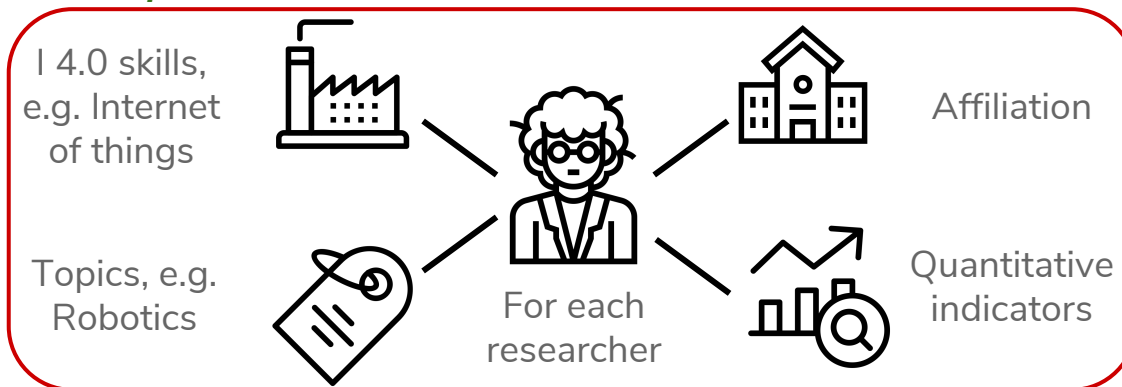 I 4.0 skills,
e.g. Internet
of things
Affiliation
Topics, e.g.
Robotics
For each
researcher
Quantitative
indicators